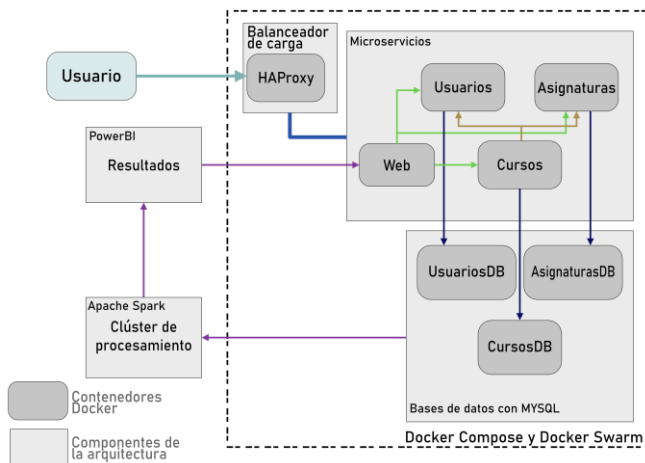 Balanceador
de carga
HAProxy
Usuario
Microservicios
Usuarios
Asignaturas
Web
Cursos
PowerBI
Resultados
UsuariosDB
AsignaturasDB
CursosDB
Bases de datos con MYSQL
Apache Spark
Clúster de
procesamiento
Contenedores
Docker
Componentes de
la arquitectura
Docker Compose y Docker Swarm